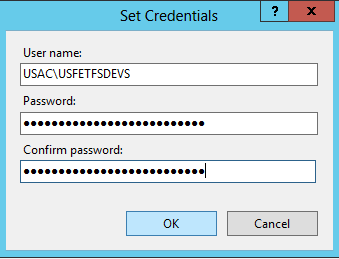 Set Credentials
? x
User name:
USAC\USFETFSDEVS
Password:
●●●●●●●●●●●●●●●●●●●●●●●●●●
Confirm password:
●●●●●●●●●●●●●●●●●●●●●●●●●●
OK Cancel